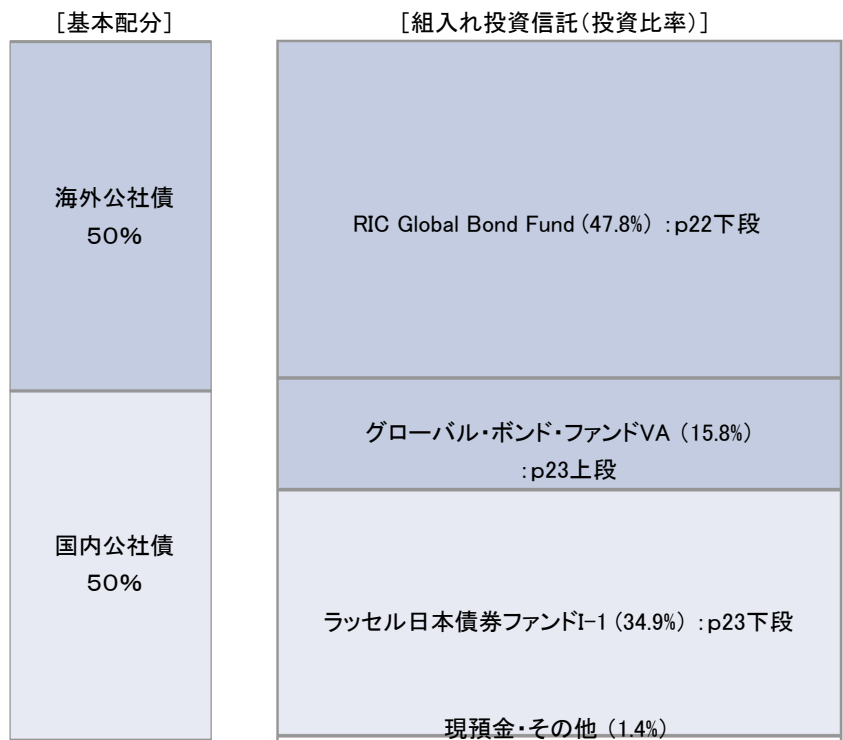 ［基本配分］
［組入れ投資信託（投資比率）］
海外公社債
50％
RIC Global Bond Fund (47.8%) ：p22下段
グローバル・ボンド・ファンドVA (15.8%)
：p23上段
国内公社債
50％
ラッセル日本債券ファンドI-1 (34.9%) ：p23下段
現預金・その他 (1.4%)